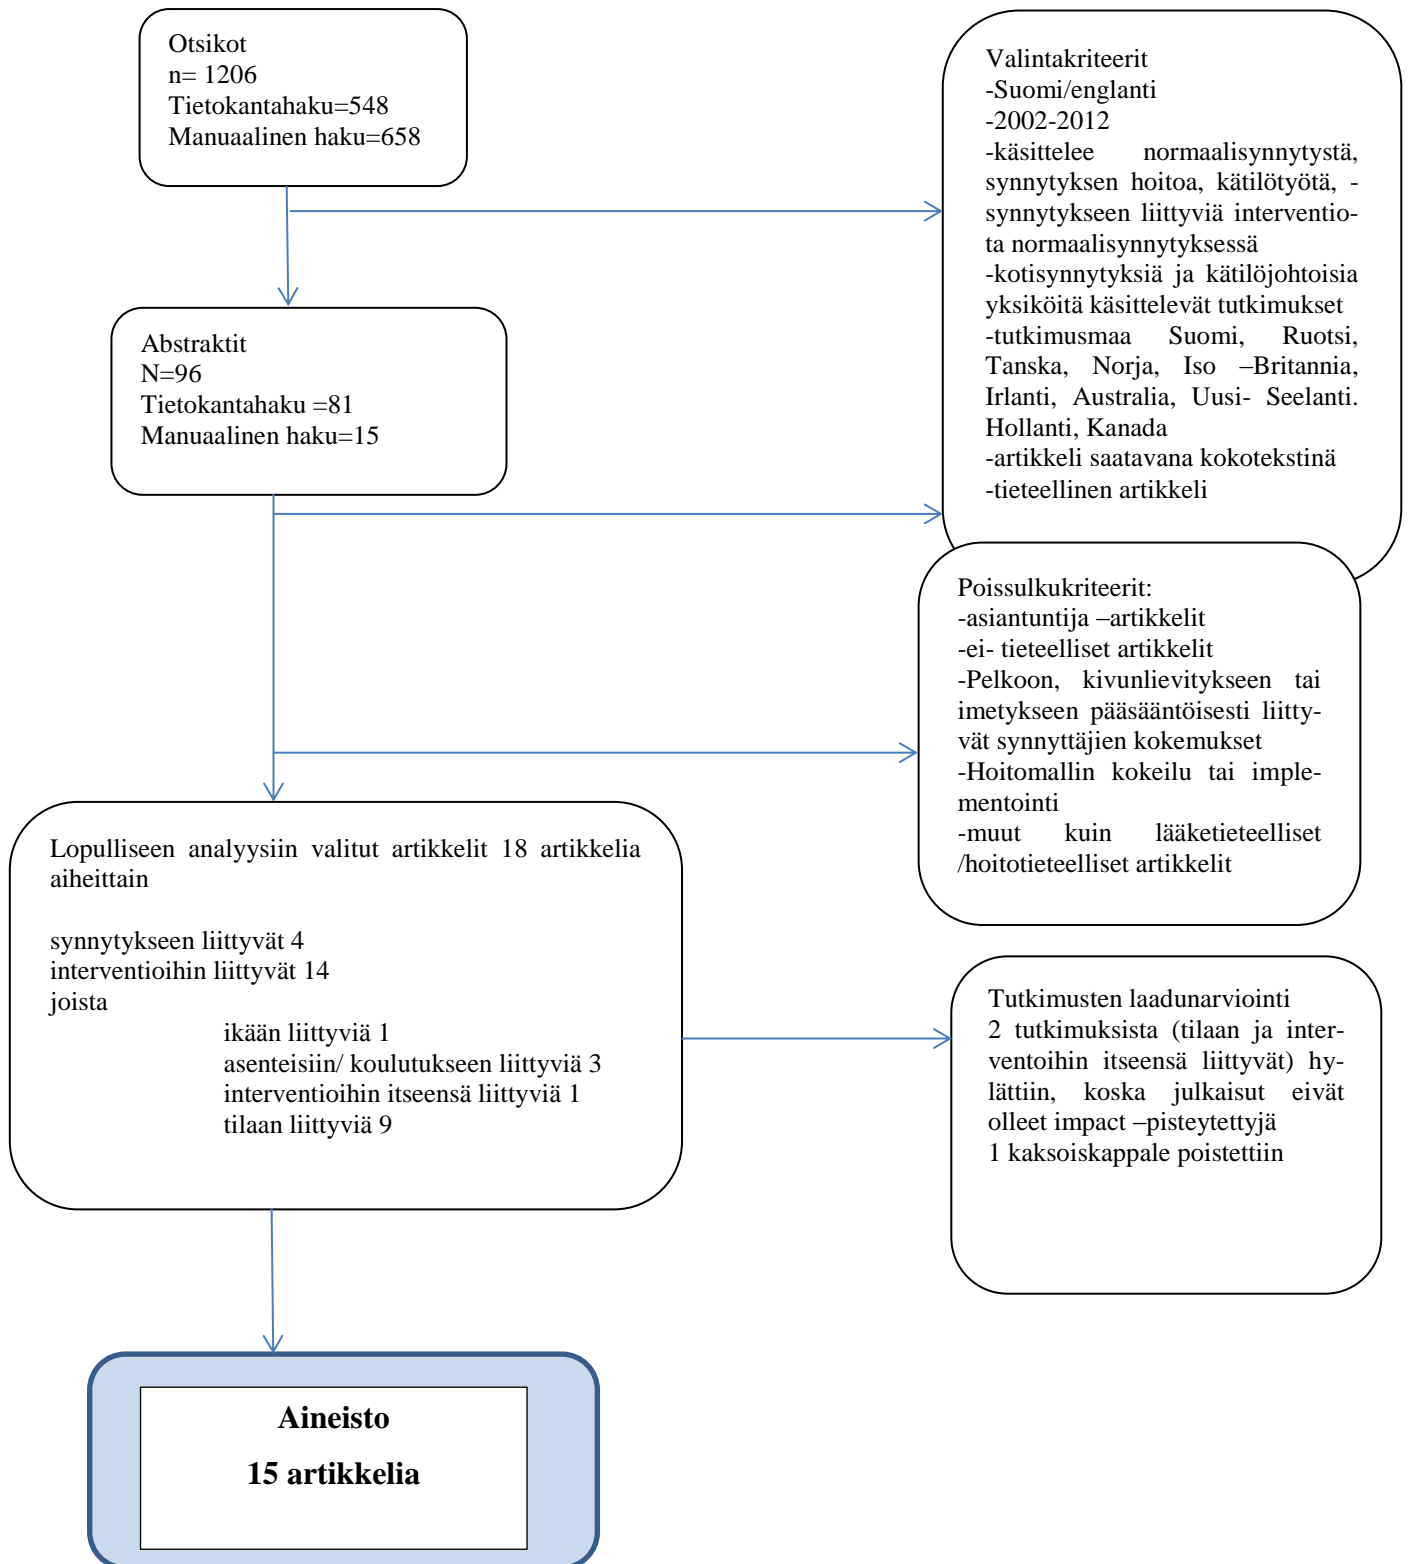 Otsikot
n= 1206
Tietokantahaku=548
Manuaalinen haku=658
Valintakriteerit
-Suomi/englanti
-2002-2012
-käsittelee normaalisynnytystä,
synnytyksen hoitoa, kätilötyötä, -
synnytykseen liittyviä interventio-
ta normaalisynnytyksessä
-kotisynnytyksiä ja kätilöjohtoisia
yksiköitä käsittelevät tutkimukset
-tutkimusmaa Suomi, Ruotsi,
Tanska, Norja, Iso –Britannia,
Irlanti, Australia, Uusi- Seelanti.
Hollanti, Kanada
-artikkeli saatavana kokotekstinä
-tieteellinen artikkeli
Abstraktit
N=96
Tietokantahaku =81
Manuaalinen haku=15
Poissulkukriteerit:
-asiantuntija –artikkelit
-ei- tieteelliset artikkelit
-Pelkoon, kivunlievitykseen tai
imetykseen pääsääntöisesti liitty-
vät synnyttäjien kokemukset
-Hoitomallin kokeilu tai imple-
mentointi
-muut kuin lääketieteelliset
/hoitotieteelliset artikkelit
Lopulliseen analyysiin valitut artikkelit 18 artikkelia
aiheittain
synnytykseen liittyvät 4
interventioihin liittyvät 14
joista
ikään liittyviä 1
asenteisiin/ koulutukseen liittyviä 3
interventioihin itseensä liittyviä 1
tilaan liittyviä 9
Tutkimusten laadunarviointi
2 tutkimuksista (tilaan ja inter-
ventoihin itseensä liittyvät) hy-
lättiin, koska julkaisut eivät
olleet impact –pisteytettyjä
1 kaksoiskappale poistettiin
Aineisto
15 artikkelia